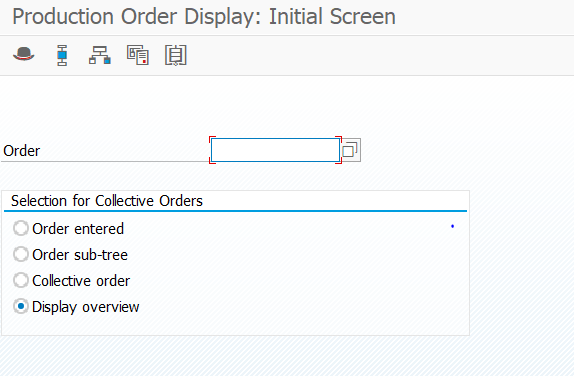 Production Order Display: Initial Screen
Order
Selection for Collective Orders
Order entered
Order sub-tree
Collective order
Display overview